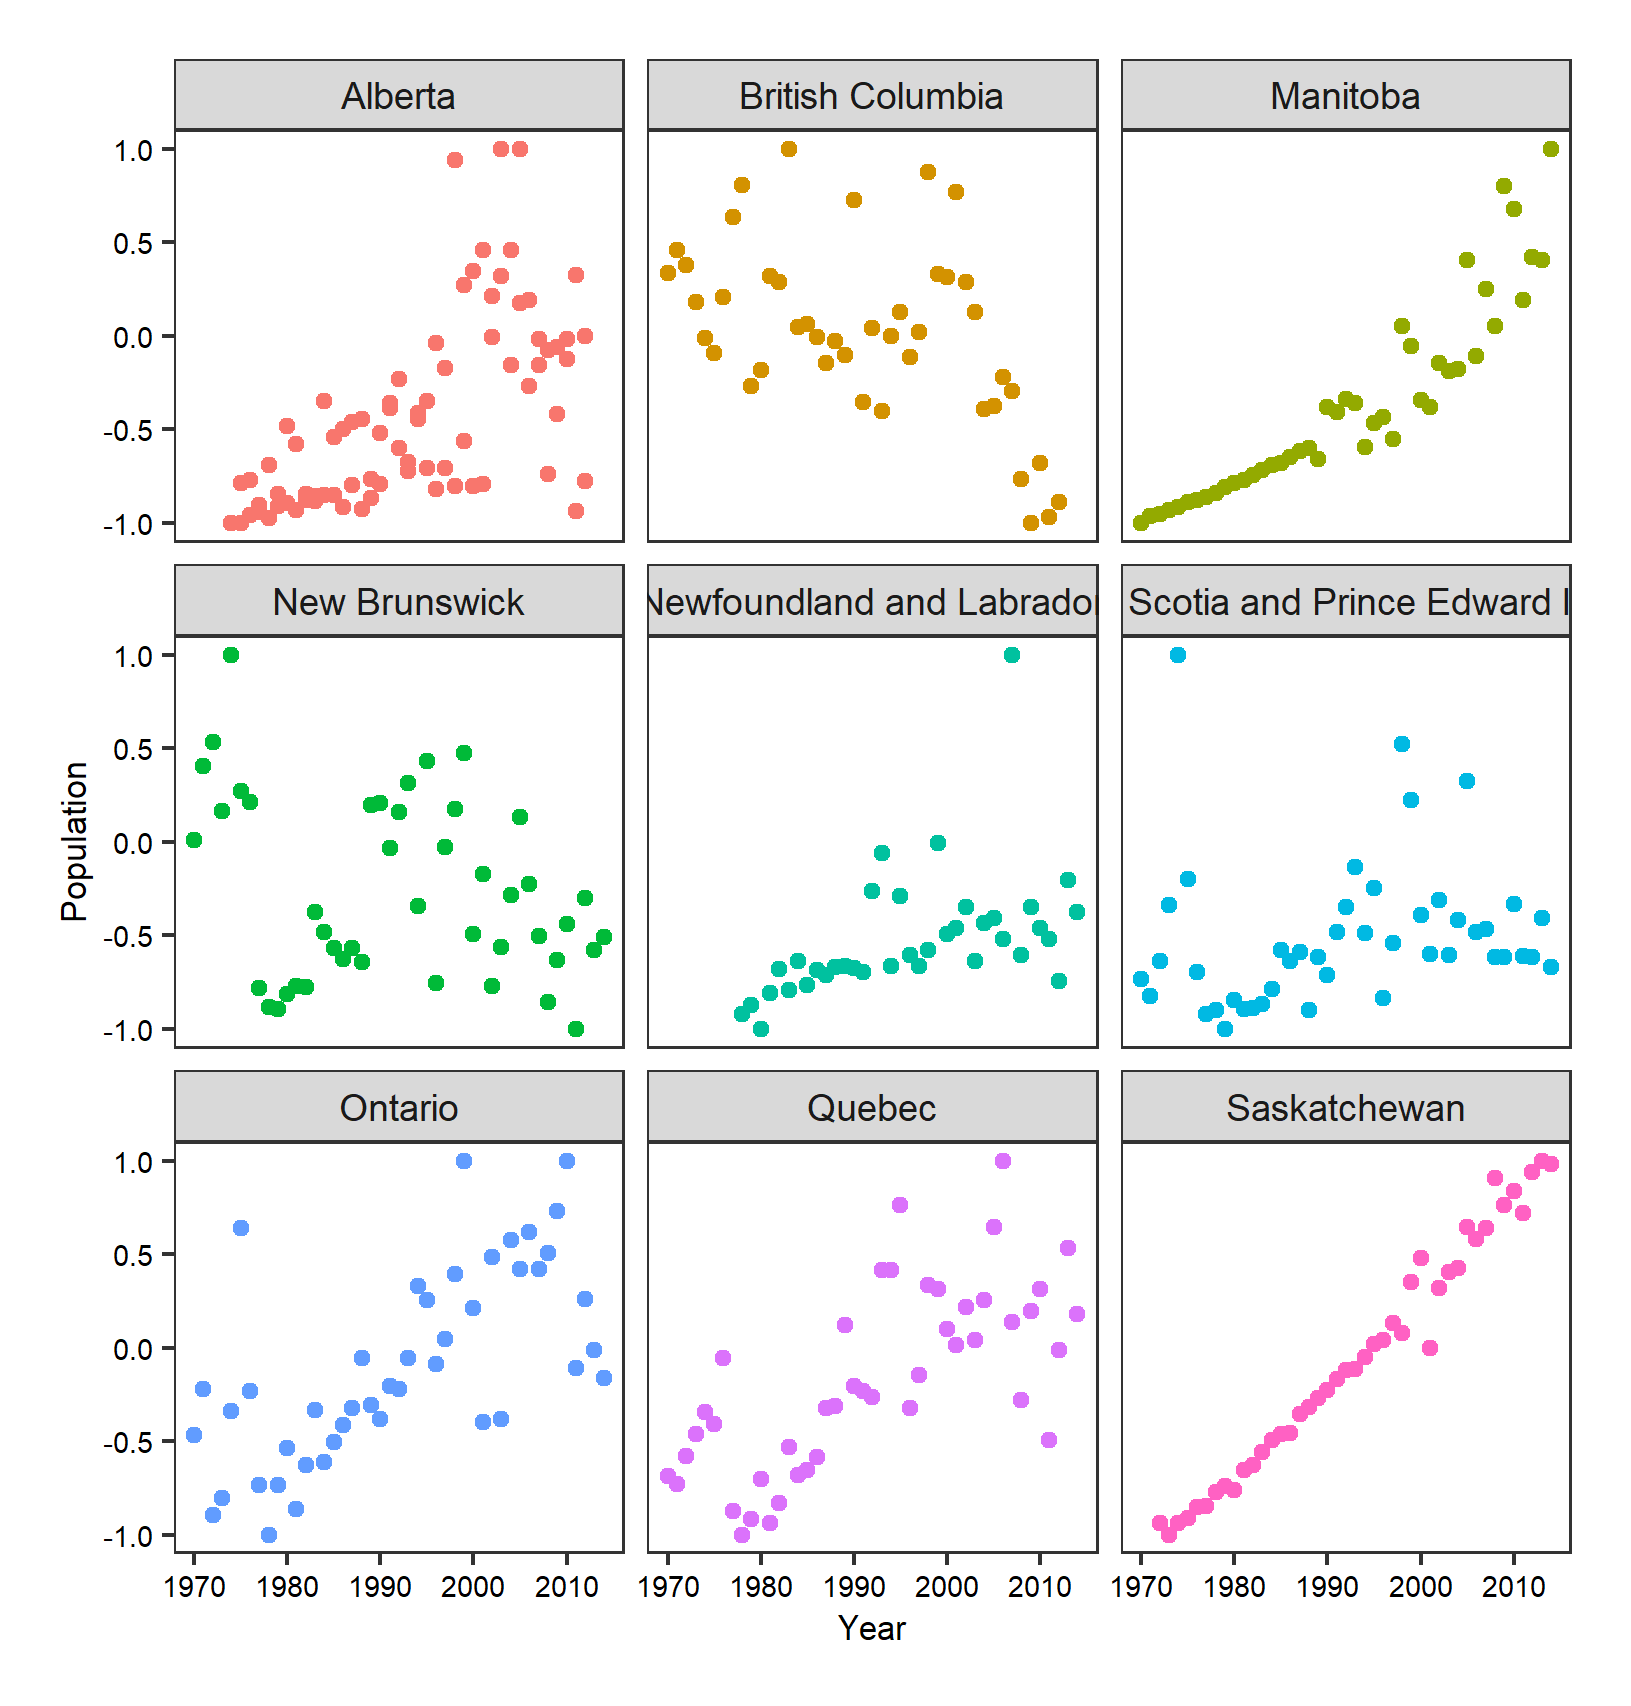 Alberta
British Columbia
Manitoba
1.0
0.5
0.0
-0.5
-1.0
New Brunswick
Newfoundland and Labrador
Scotia and Prince Edward I
1.0
0.5
0.0
-0.5
-1.0
Population
Ontario
Quebec
Saskatchewan
1.0
0.5
0.0
-0.5
-1.0
1970 1980 1990 2000 2010
1970 1980 1990 2000 2010
1970 1980 1990 2000 2010
Year